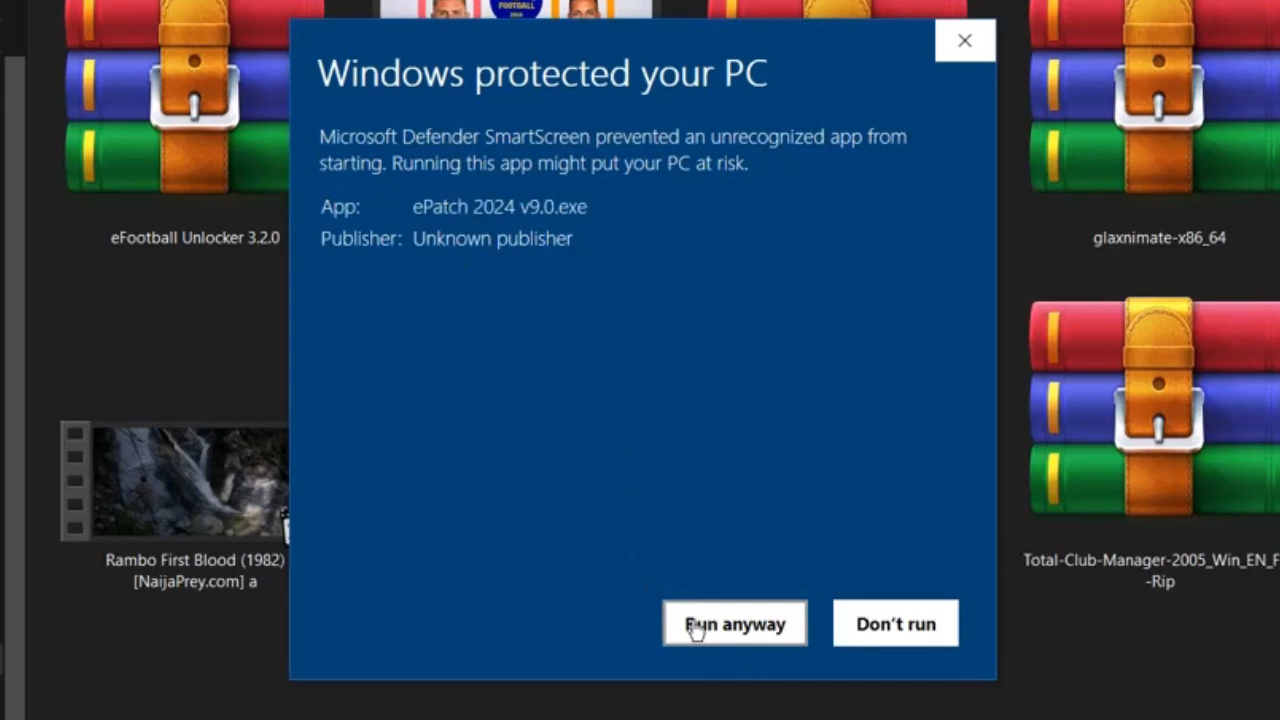 FOOTBALL
Windows protected your PC
Microsoft Defender SmartScreen prevented an unrecognized app from
starting. Running this app might put your PC at risk.
App: ePatch 2024 v9.0.exe
Publisher: Unknown publisher
eFootball Unlocker 3.2.0
glaxnimate-x86_64
Rambo First Blood (1982)
[NaijaPrey.com] a
Total-Club-Manager-2005_Win_EN_F
-Rip
Run anyway
Don't run